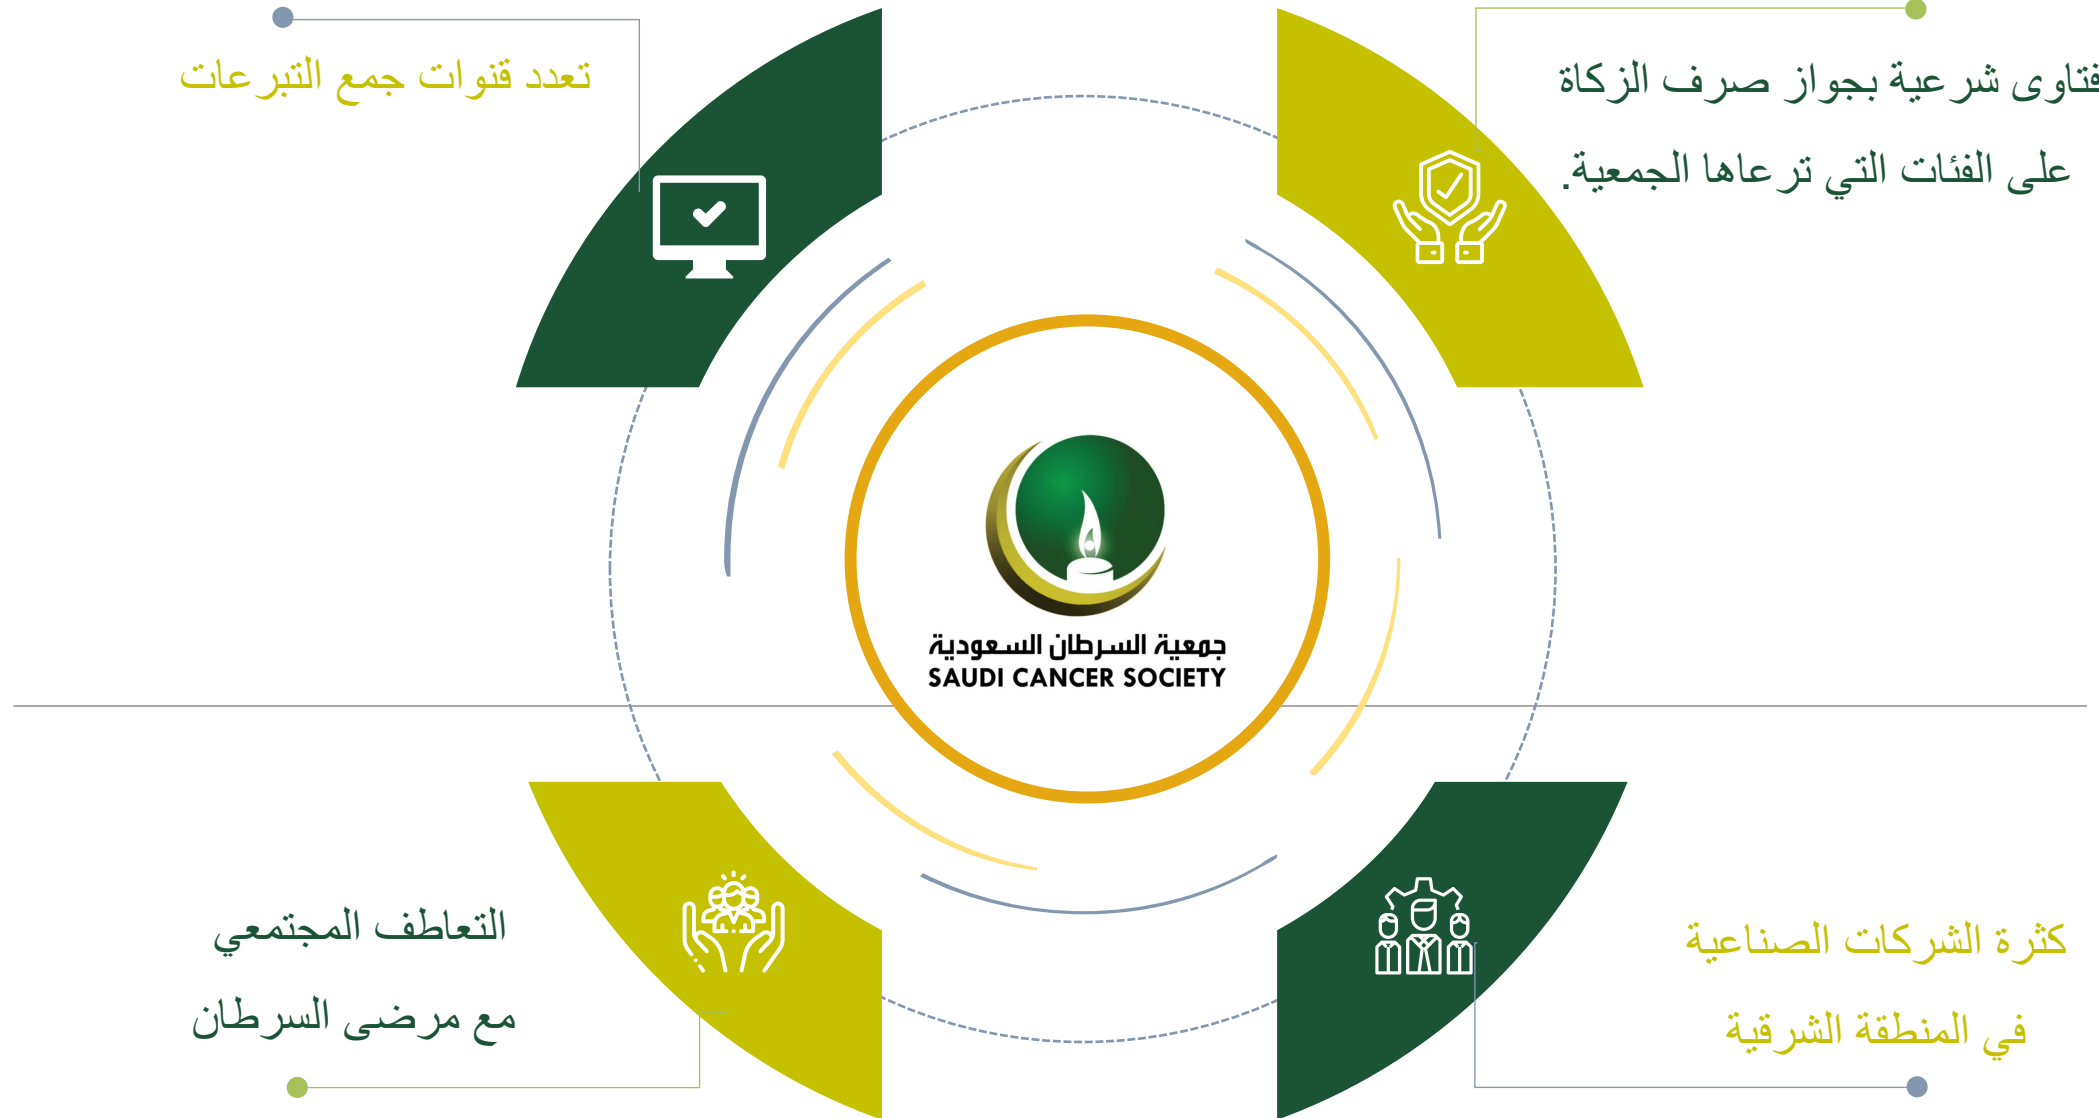 فتاوى شرعية بجواز صرف الزكاة
على الفئات التي ترعاها الجمعية.
تعدد قنوات جمع التبرعات
جمعية السرطان السعودية
SAUDI CANCER SOCIETY
كثرة الشركات الصناعية
في المنطقة الشرقية
التعاطف المجتمعي
مع مرضى السرطان